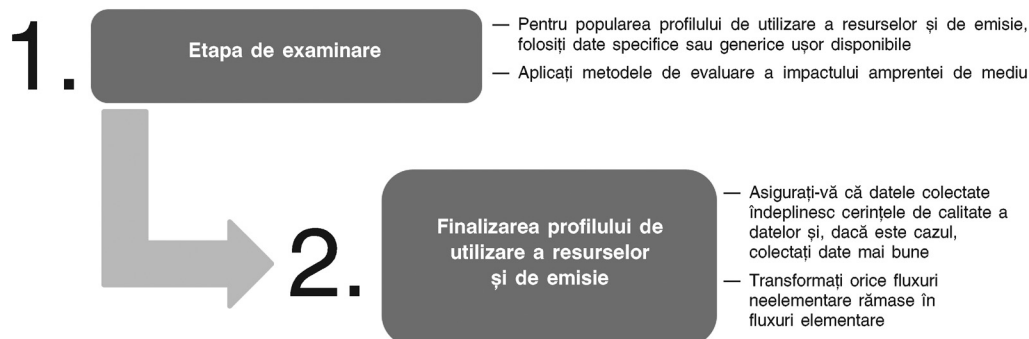 1.
Etapa de examinare
— Pentru popularea profilului de utilizare a resurselor și de emisie,
folosiți date specifice sau generice ușor disponibile
— Aplicați metodele de evaluare a impactului amprentei de mediu
2.
Finalizarea profilului de
utilizare a resurselor
și de emisie
— Asigurați-vă că datele colectate
îndeplinesc cerințele de calitate a
datelor și, dacă este cazul,
colectați date mai bune
— Transformați orice fluxuri
neelementare rămase în
fluxuri elementare